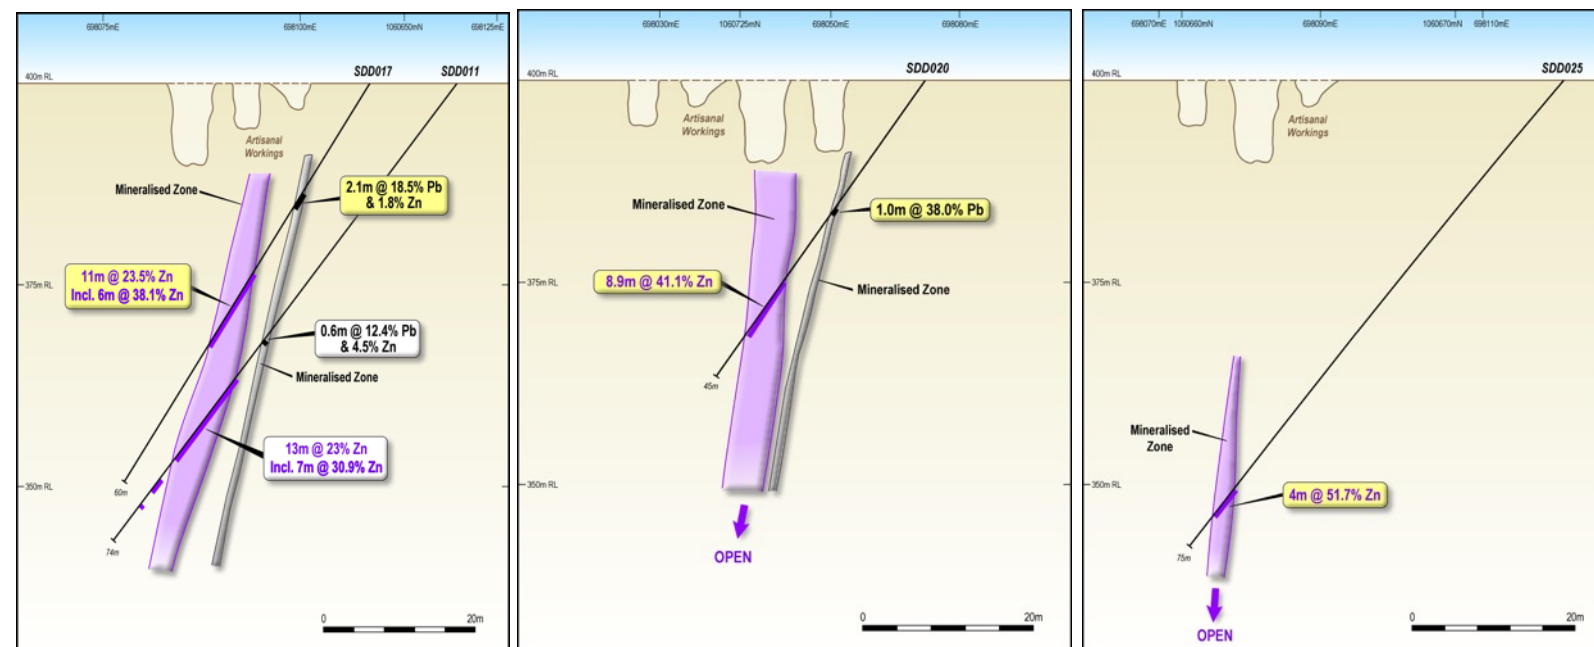 698075mE
698100mE
1060650mN
698125mE
400m RL
SDD017
SDD011
Artisanal
Workings
Mineralised Zone
2.1m @ 18.5% Pb
& 1.8% Zn
11m @ 23.5% Zn
Incl. 6m @ 38.1% Zn
375m RL
0.6m @ 12.4% Pb
& 4.5% Zn
Mineralised Zone
13m @ 23% Zn
Incl. 7m @ 30.9% Zn
350m RL
60m
74m
0
20m
698030mE
1060725mN
698050mE
698080mE
400m RL
SDD020
Artisanal
Workings
Mineralised Zone
1.0m @ 38.0% Pb
8.9m @ 41.1% Zn
375m RL
Mineralised Zone
45m
350m RL
OPEN
0
20m
698070mE
1060660mN
698090mE
1060670mN
698110mE
400m RL
SDD025
Artisanal
Workings
375m RL
Mineralised
Zone
350m RL
4m @ 51.7% Zn
75m
OPEN
0
20m